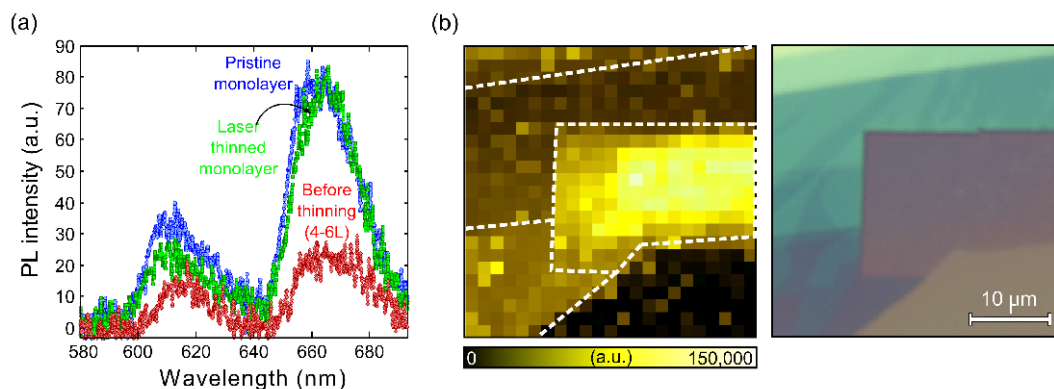 (a)
PL intensity (a.u.)
90
80
70
60
50
40
30
20
10
0
Pristine
monolayer
Laser
thinned
monolayer
Before
thinning
(4-6L)
580
600
620
640
660
680
Wavelength (nm)
(b)
0
(a.u.)
150,000
10 μm